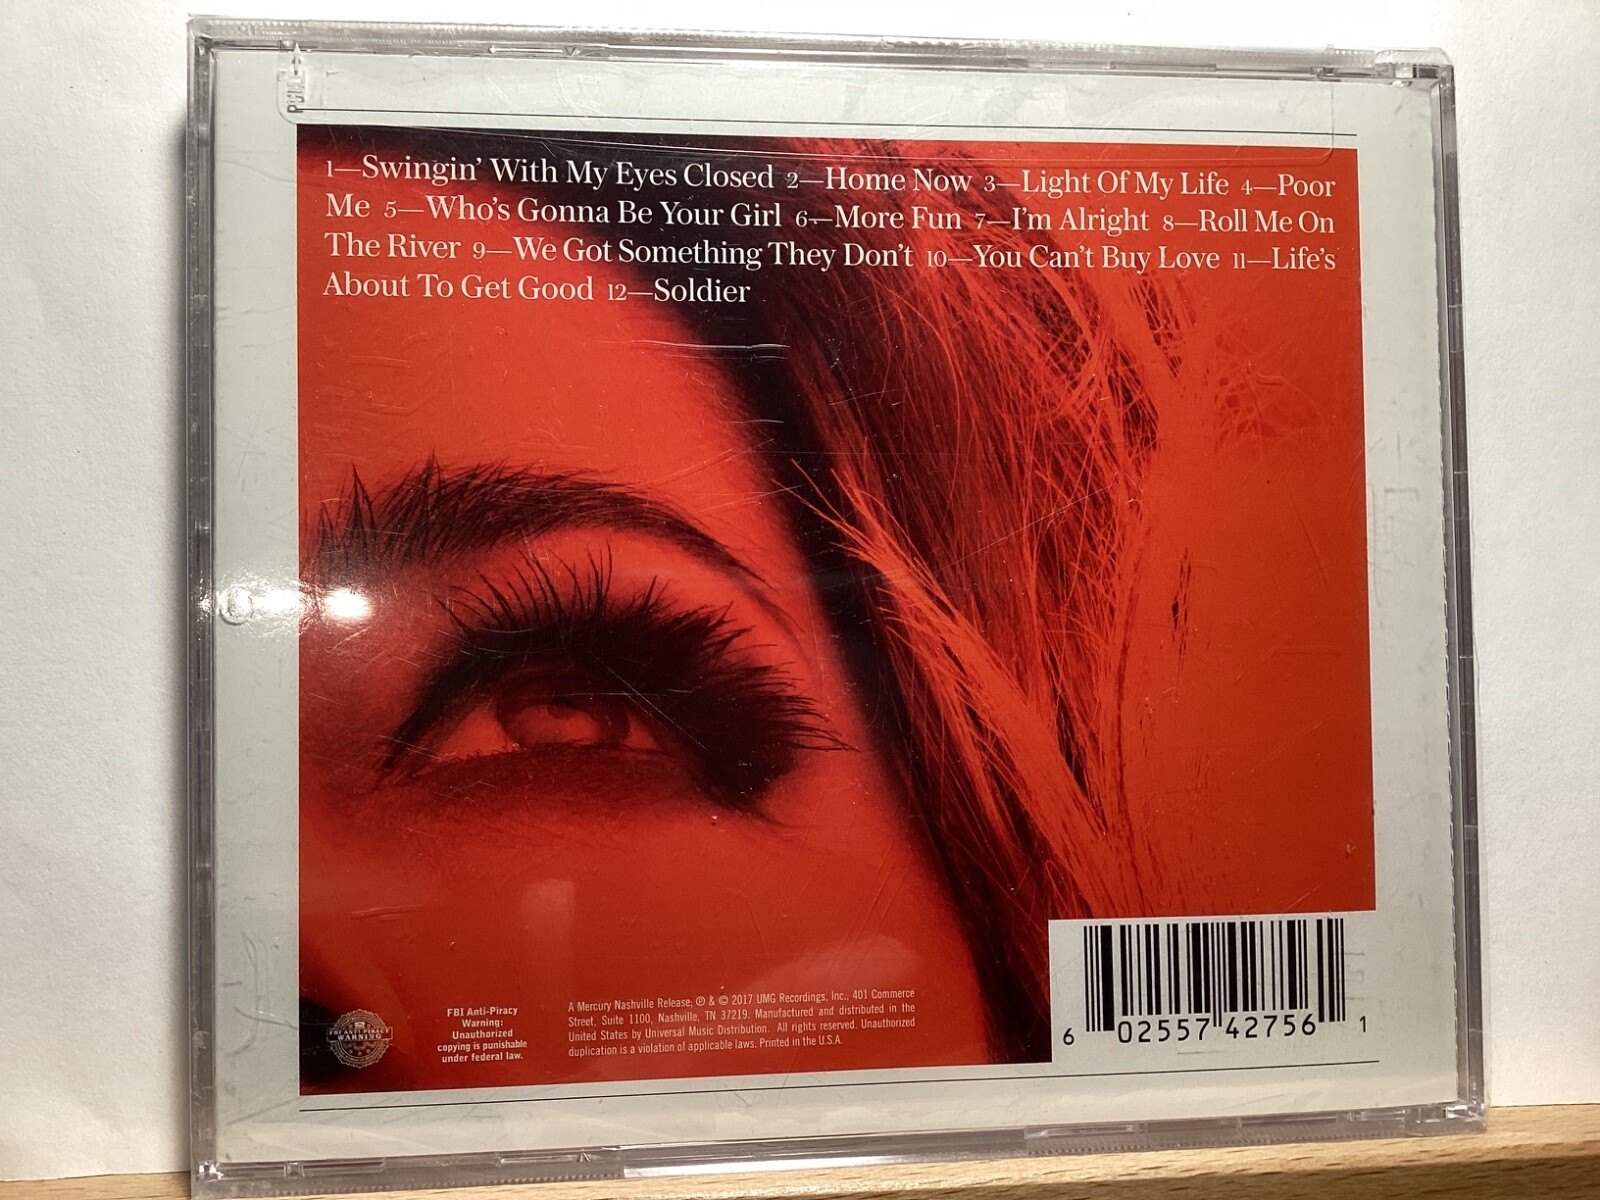 PULL
1—Swingin' With My Eyes Closed 2—Home Now 3—Light Of My Life 4—Poor
Me 5—Who's Gonna Be Your Girl 6—More Fun 7—I'm Alright 8—Roll Me On
The River 9—We Got Something They Don't 10—You Can't Buy Love 11—Life's
About To Get Good 12—Soldier
FBI ANTI-PIRACY
WARNING
FBI Anti-Piracy
Warning:
Unauthorized
copying is punishable
under federal law.
A Mercury Nashville Release; ℗ & © 2017 UMG Recordings, Inc., 401 Commerce
Street, Suite 1100, Nashville, TN 37219. Manufactured and distributed in the
United States by Universal Music Distribution. All rights reserved. Unauthorized
duplication is a violation of applicable laws. Printed in the U.S.A.
6 02557 42756 1